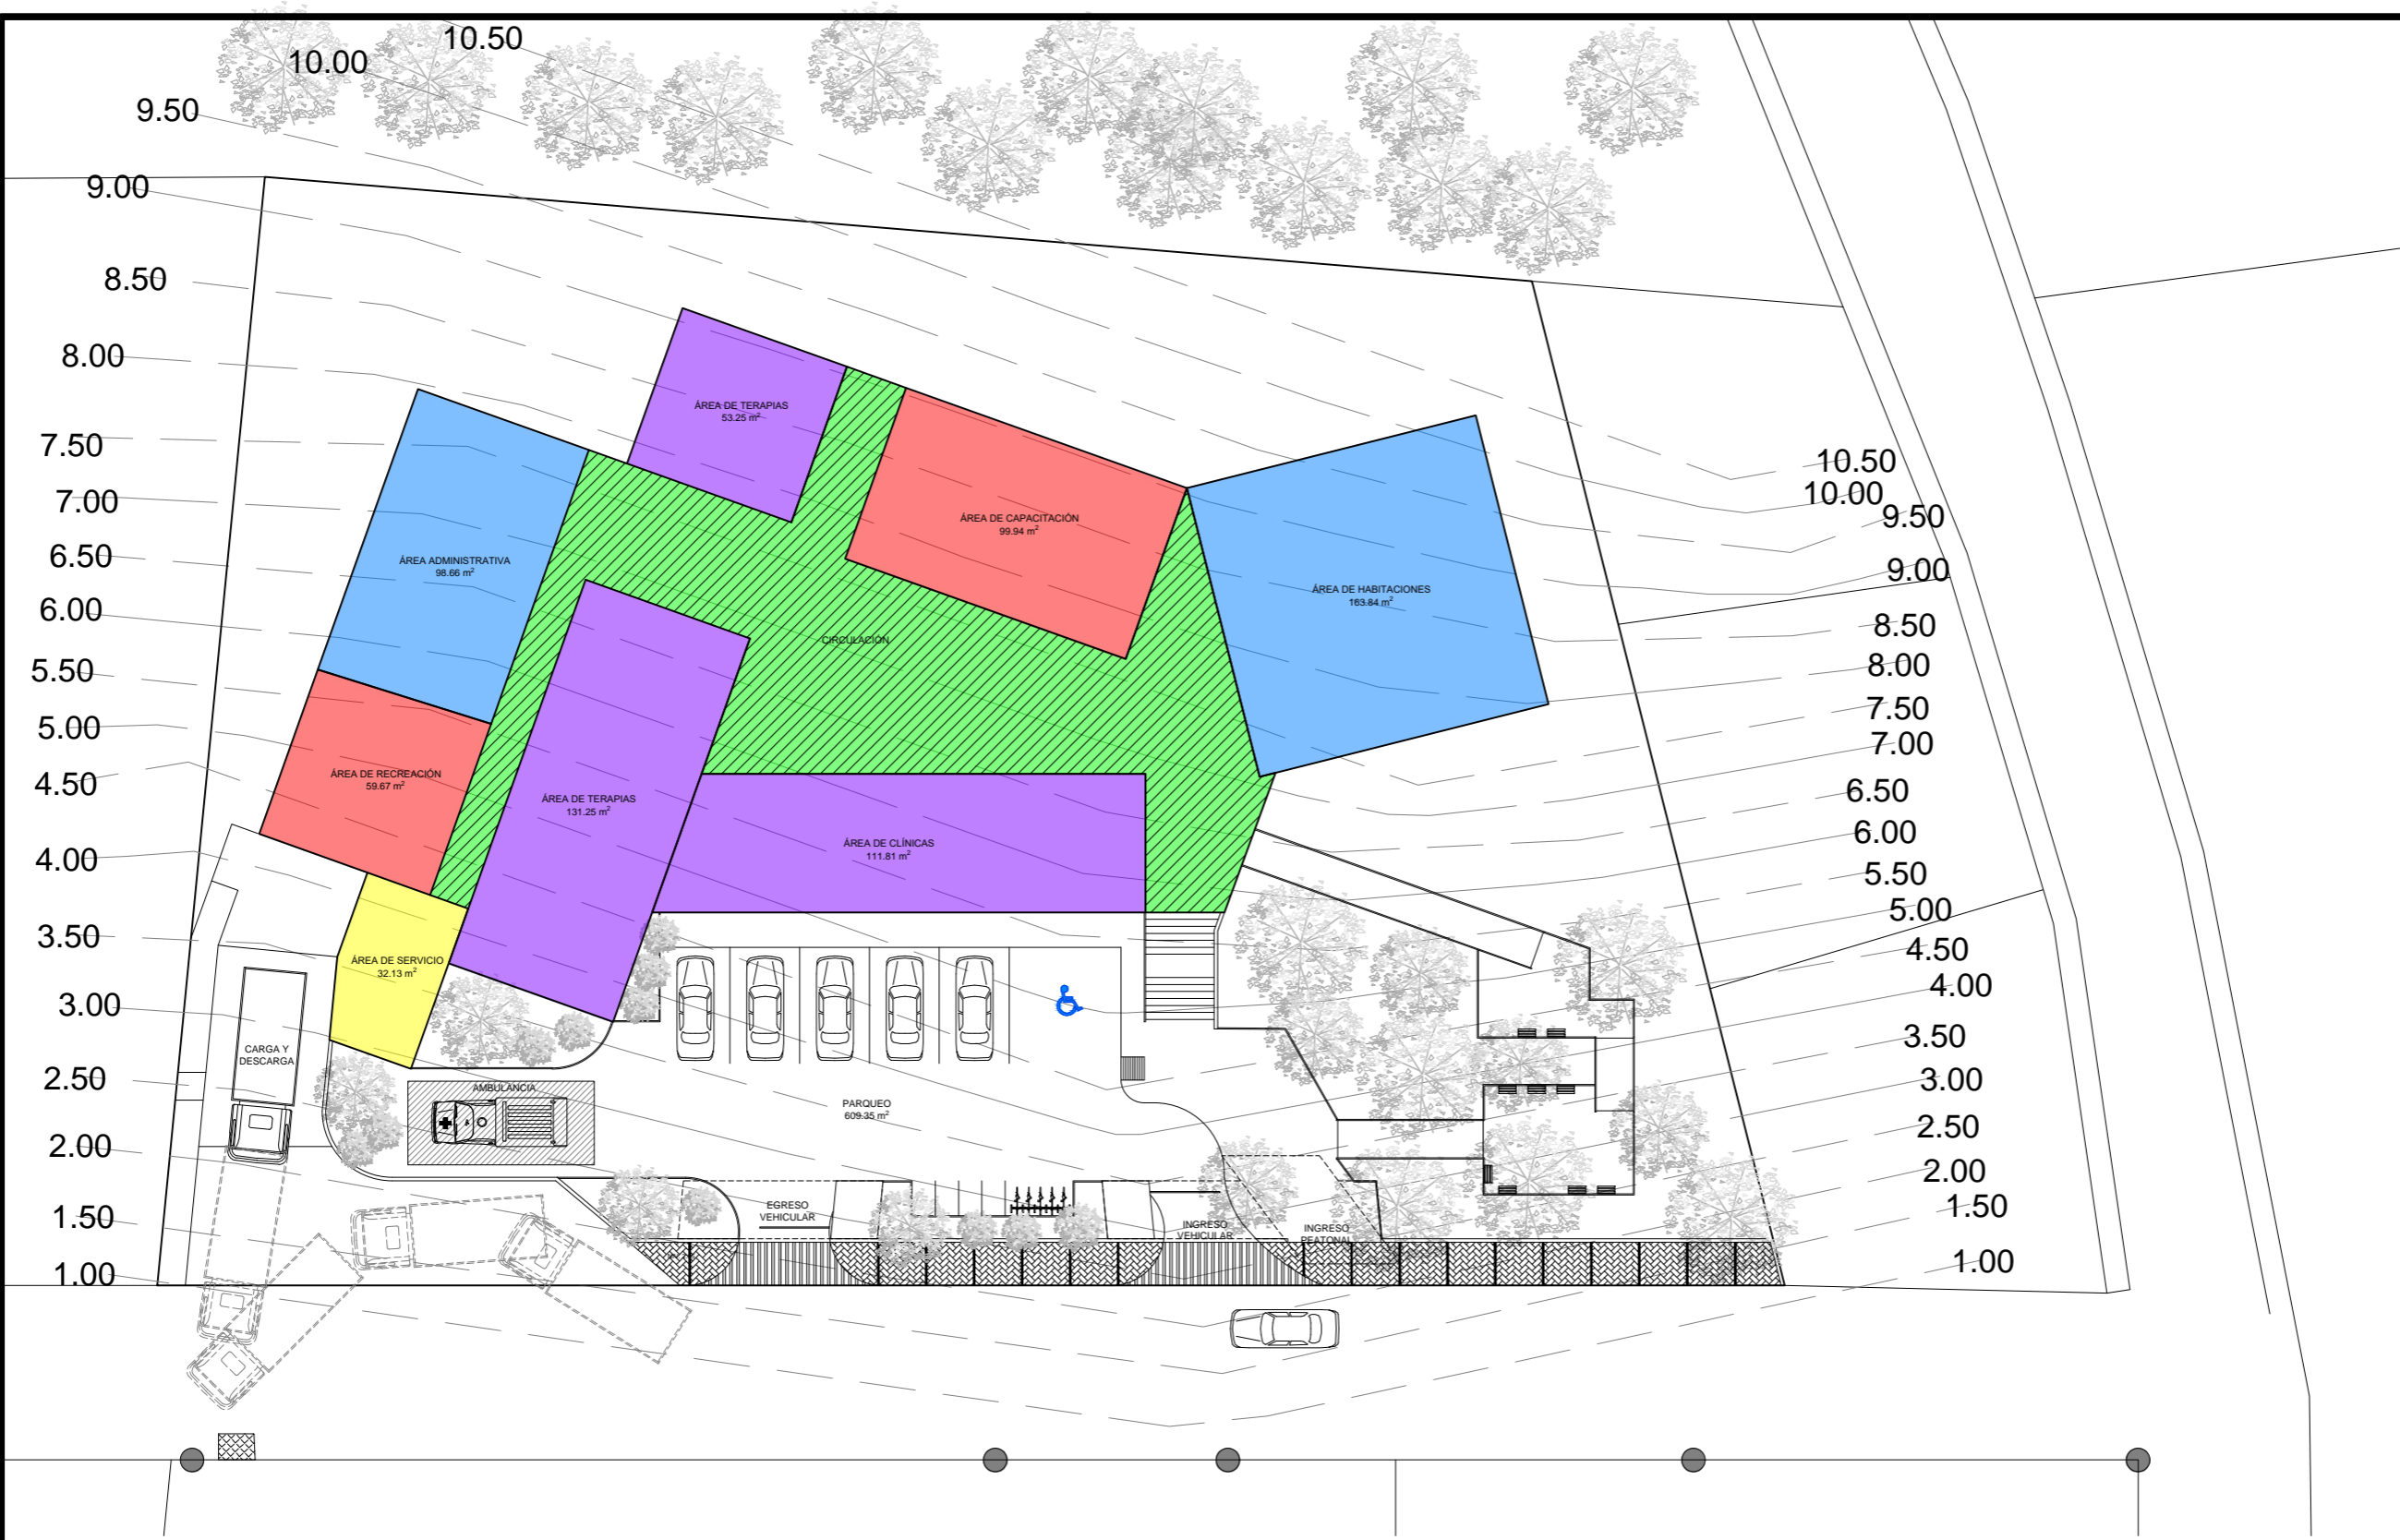 10.50
10.00
9.50
9.00
8.50
8.00
7.50
7.00
6.50
6.00
5.50
5.00
4.50
4.00
3.50
3.00
2.50
2.00
1.50
1.00
ÁREA DE TERAPIAS
53.25 m²
ÁREA DE CAPACITACIÓN
99.94 m²
ÁREA ADMINISTRATIVA
98.66 m²
ÁREA DE HABITACIONES
163.84 m²
CIRCULACIÓN
ÁREA DE RECREACIÓN
59.67 m²
ÁREA DE TERAPIAS
131.25 m²
ÁREA DE CLÍNICAS
111.81 m²
ÁREA DE SERVICIO
32.13 m²
CARGA Y
DESCARGA
AMBULANCIA
PARQUEO
609.35 m²
EGRESO
VEHICULAR
INGRESO
VEHICULAR
INGRESO
PEATONAL
10.50
10.00
9.50
9.00
8.50
8.00
7.50
7.00
6.50
6.00
5.50
5.00
4.50
4.00
3.50
3.00
2.50
2.00
1.50
1.00